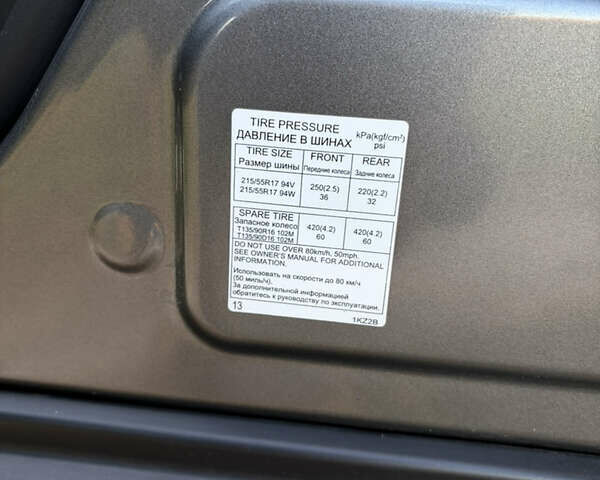 TIRE PRESSURE
ДАВЛЕНИЕ В ШИНАХ kPa(kgf/cm²)
psi
TIRE SIZE FRONT REAR
Размер шины Передние колеса Задние колеса
215/55R17 94V 250(2.5) 220(2.2)
215/55R17 94W 36 32
SPARE TIRE
Запасное колесо 420(4.2) 420(4.2)
T135/90R16 102M 60 60
T135/90D16 102M
DO NOT USE OVER 80km/h, 50mph.
SEE OWNER'S MANUAL FOR ADDITIONAL
INFORMATION.
Использовать на скорости до 80 км/ч
(50 миль/ч).
За дополнительной информацией
обратитесь к руководству по эксплуатации.
13 1KZ2B